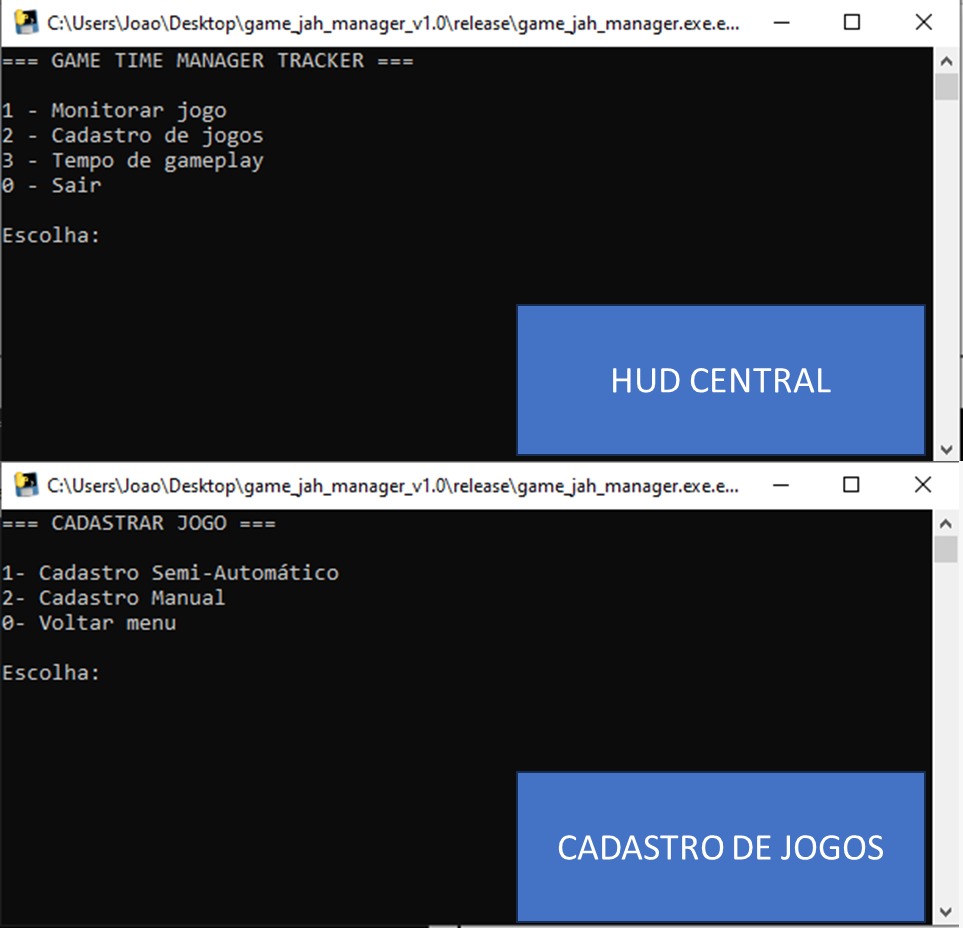 C:\Users\Joao\Desktop\game_jah_manager_v1.0\release\game_jah_manager.exe.e...
=== GAME TIME MANAGER TRACKER ===
1 - Monitorar jogo
2 - Cadastro de jogos
3 - Tempo de gameplay
0 - Sair
Escolha:
HUD CENTRAL
C:\Users\Joao\Desktop\game_jah_manager_v1.0\release\game_jah_manager.exe.e...
=== CADASTRAR JOGO ===
1- Cadastro Semi-Automático
2- Cadastro Manual
0- Voltar menu
Escolha:
CADASTRO DE JOGOS